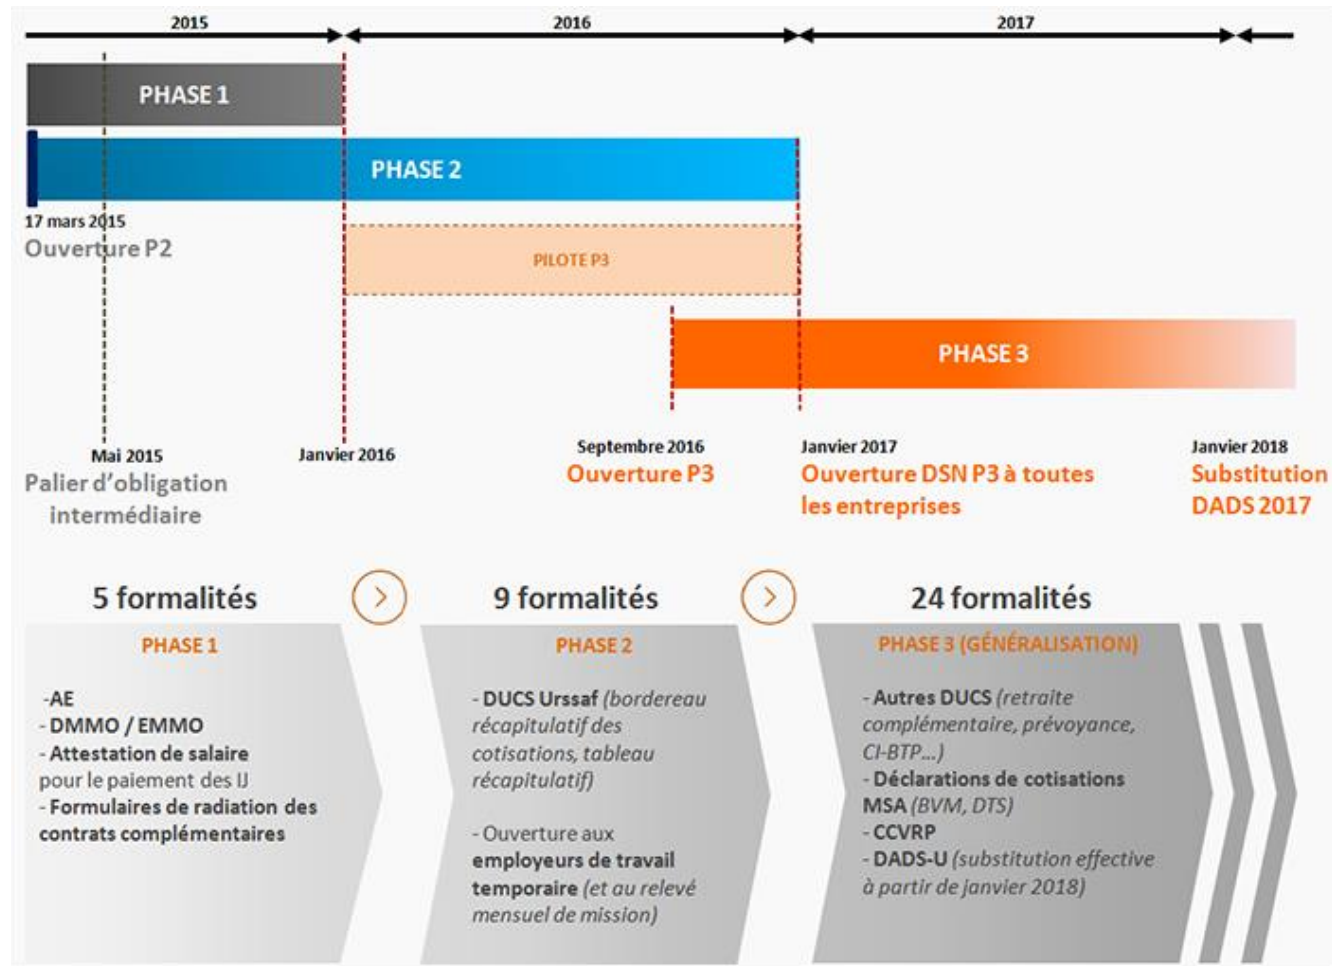 2015
2016
2017
PHASE 1
PHASE 2
17 mars 2015
Ouverture P2
PILOTE P3
PHASE 3
Mai 2015
Palier d’obligation
intermédiaire
Janvier 2016
Septembre 2016
Ouverture P3
Janvier 2017
Ouverture DSN P3 à toutes
les entreprises
Janvier 2018
Substitution
DADS 2017
5 formalités
PHASE 1
-AE
- DMMO / EMMO
- Attestation de salaire
pour le paiement des IJ
- Formulaires de radiation des
contrats complémentaires
9 formalités
PHASE 2
- DUCS Urssaf (bordereau
récapitulatif des
cotisations, tableau
récapitulatif)
- Ouverture aux
employeurs de travail
temporaire (et au relevé
mensuel de mission)
24 formalités
PHASE 3 (GÉNÉRALISATION)
- Autres DUCS (retraite
complémentaire, prévoyance,
CI-BTP...)
- Déclarations de cotisations
MSA (BVM, DTS)
- CCVRP
- DADS-U (substitution effective
à partir de janvier 2018)